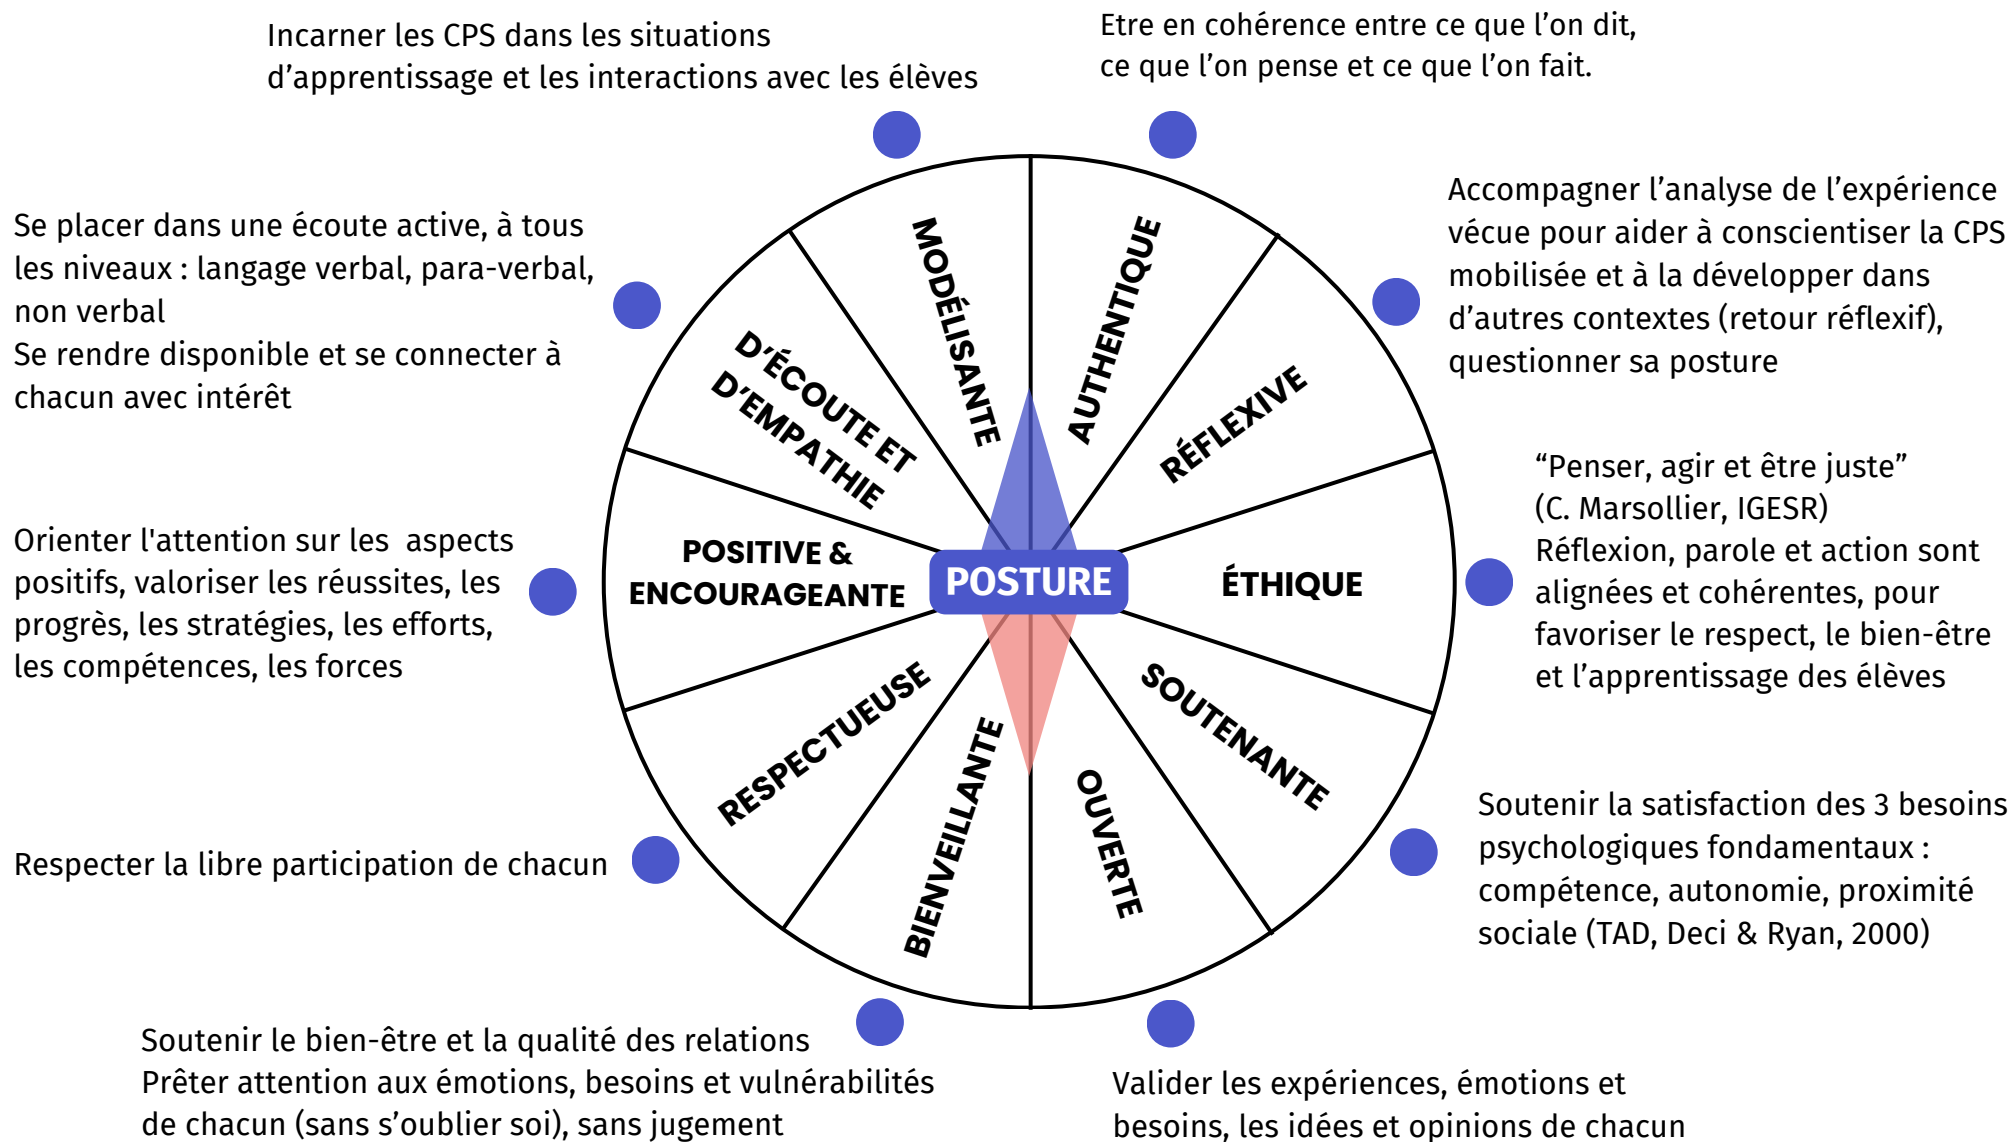 Incarner les CPS dans les situations
d’apprentissage et les interactions avec les élèves
Etre en cohérence entre ce que l’on dit,
ce que l’on pense et ce que l’on fait.
Se placer dans une écoute active, à tous
les niveaux : langage verbal, para-verbal,
non verbal
Se rendre disponible et se connecter à
chacun avec intérêt
Accompagner l’analyse de l’expérience
vécue pour aider à conscientiser la CPS
mobilisée et à la développer dans
d’autres contextes (retour réflexif),
questionner sa posture
MODÉLISANTE
AUTHENTIQUE
D’ÉCOUTE ET
D’EMPATHIE
RÉFLEXIVE
Orienter l'attention sur les  aspects
positifs, valoriser les réussites, les
progrès, les stratégies, les efforts,
les compétences, les forces
POSITIVE &
ENCOURAGEANTE
POSTURE
ÉTHIQUE
“Penser, agir et être juste”
(C. Marsollier, IGESR)
Réflexion, parole et action sont
alignées et cohérentes, pour
favoriser le respect, le bien-être
et l’apprentissage des élèves
RESPECTUEUSE
BIENVEILLANTE
OUVERTE
SOUTENANTE
Respecter la libre participation de chacun
Soutenir la satisfaction des 3 besoins
psychologiques fondamentaux :
compétence, autonomie, proximité
sociale (TAD, Deci & Ryan, 2000)
Soutenir le bien-être et la qualité des relations
Prêter attention aux émotions, besoins et vulnérabilités
de chacun (sans s’oublier soi), sans jugement
Valider les expériences, émotions et
besoins, les idées et opinions de chacun